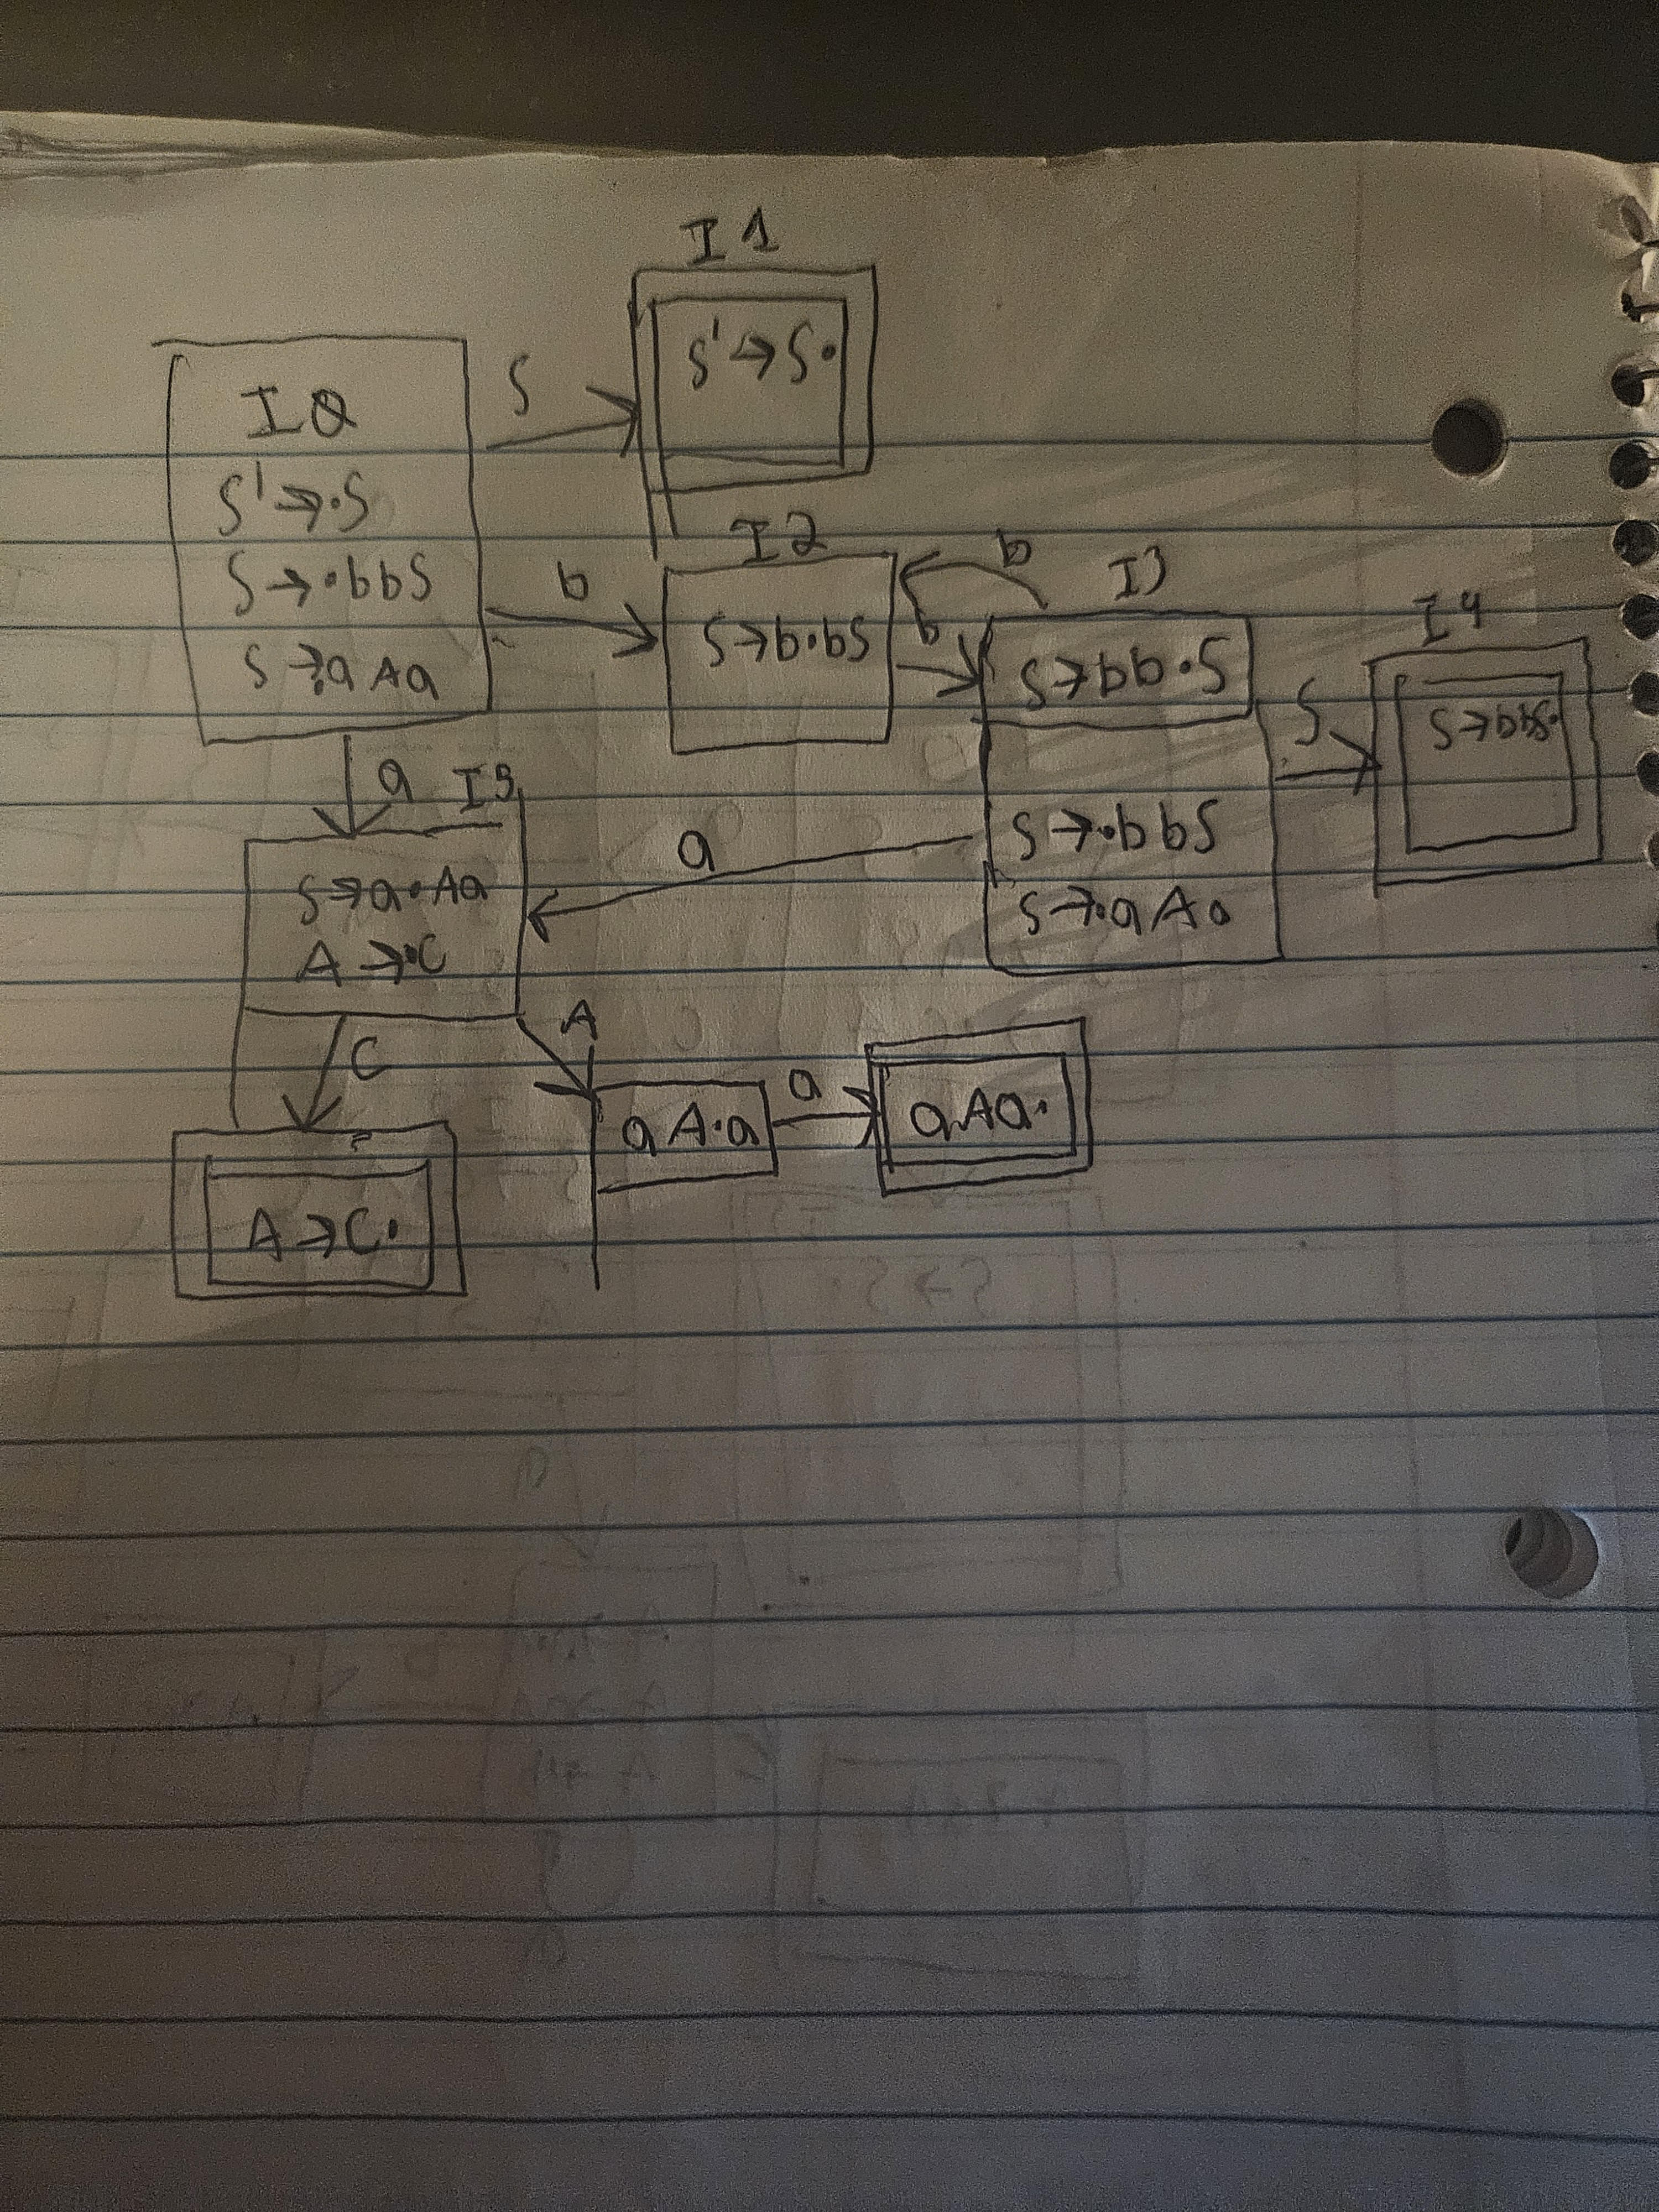 I1
S'→S·
S
I0
S'→·S
S→·bbS
S→·aAa
b
I2
S→b·bS
b
b
I3
S→bb·S
S→·bbS
S→·aAa
S
I4
S→bbS·
a
I5
S→a·Aa
A→·C
a
C
A→C·
A
aA·a
a
aAa·